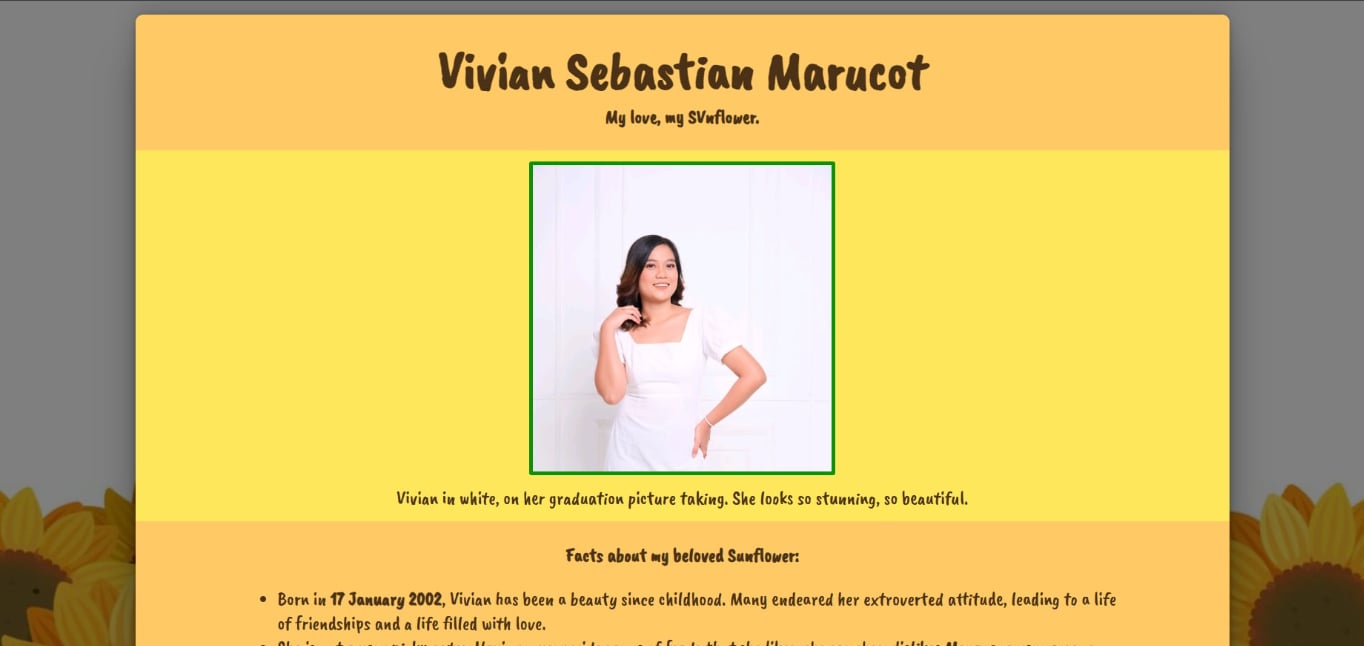 Vivian Sebastian Marucot
My love, my SVnflower.
Vivian in white, on her graduation picture taking. She looks so stunning, so beautiful.
Facts about my beloved Sunflower:
• Born in 17 January 2002, Vivian has been a beauty since childhood. Many endeared her extroverted attitude, leading to a life
of friendships and a life filled with love.